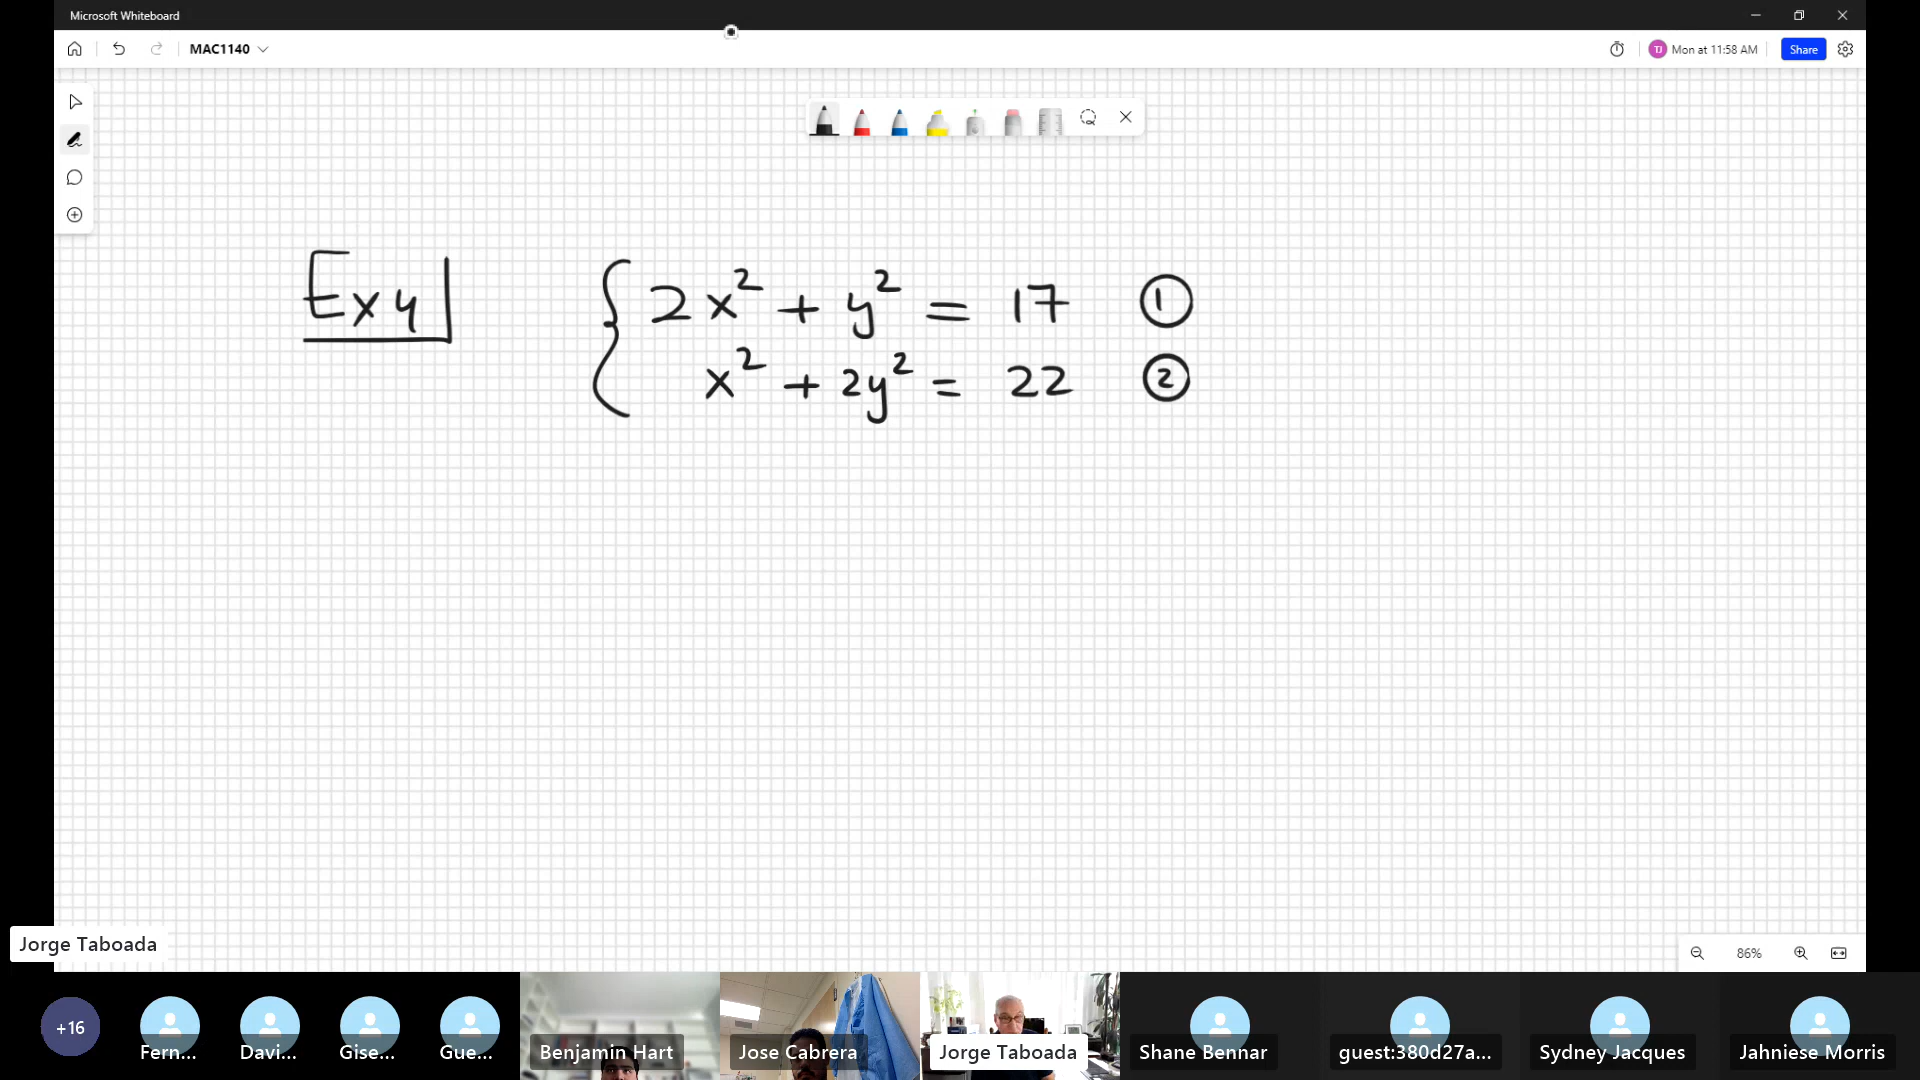 Microsoft Whiteboard
MAC1140
TJ Mon at 11:58 AM Share
Ex 4
2x² + y² = 17 ①
x² + 2y² = 22 ②
86%
Jorge Taboada
+16
Fern...
Davi...
Gise...
Gue...
Benjamin Hart
Jose Cabrera
Jorge Taboada
Shane Bennar
guest:380d27a...
Sydney Jacques
Jahniese Morris